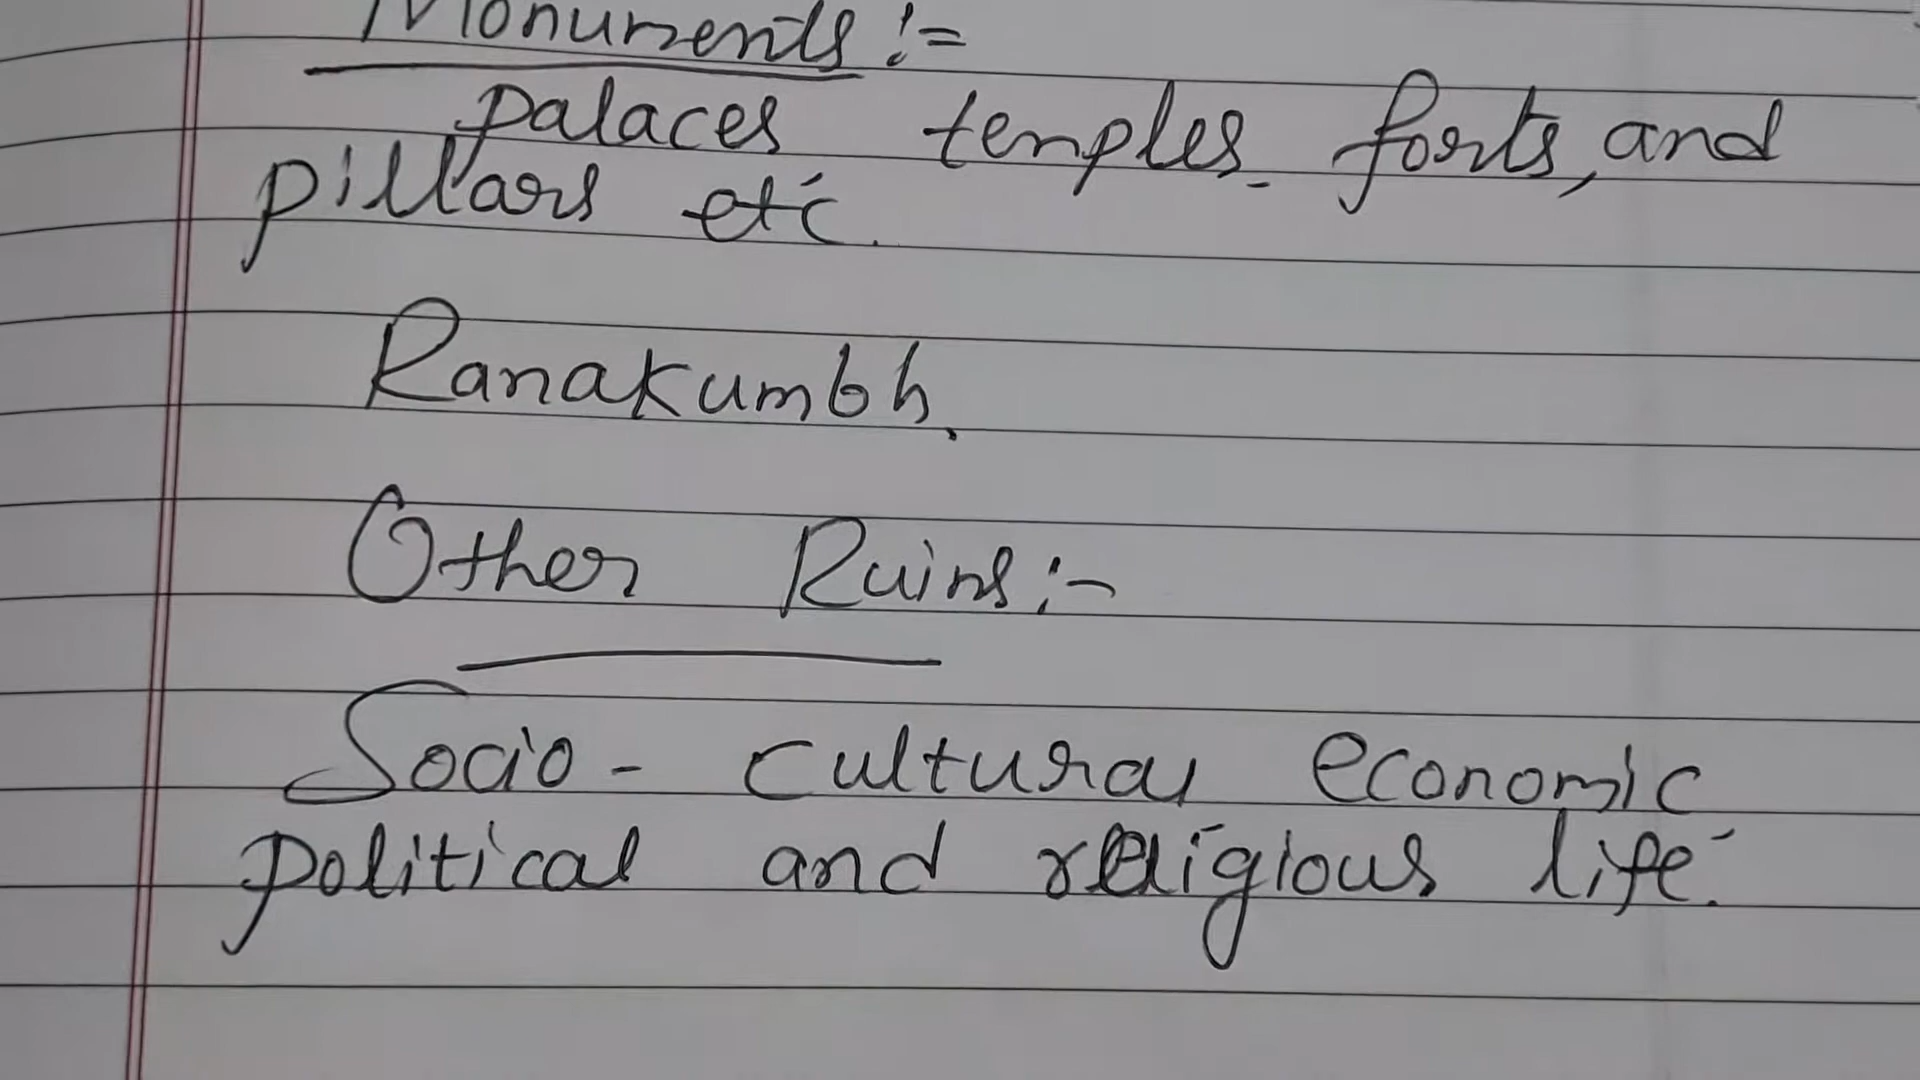 Monuments :=
palaces temples forts, and
pillars etc.
Ranakumbh.
Other Ruins :-
Socio - cultural economic
political and religious life.